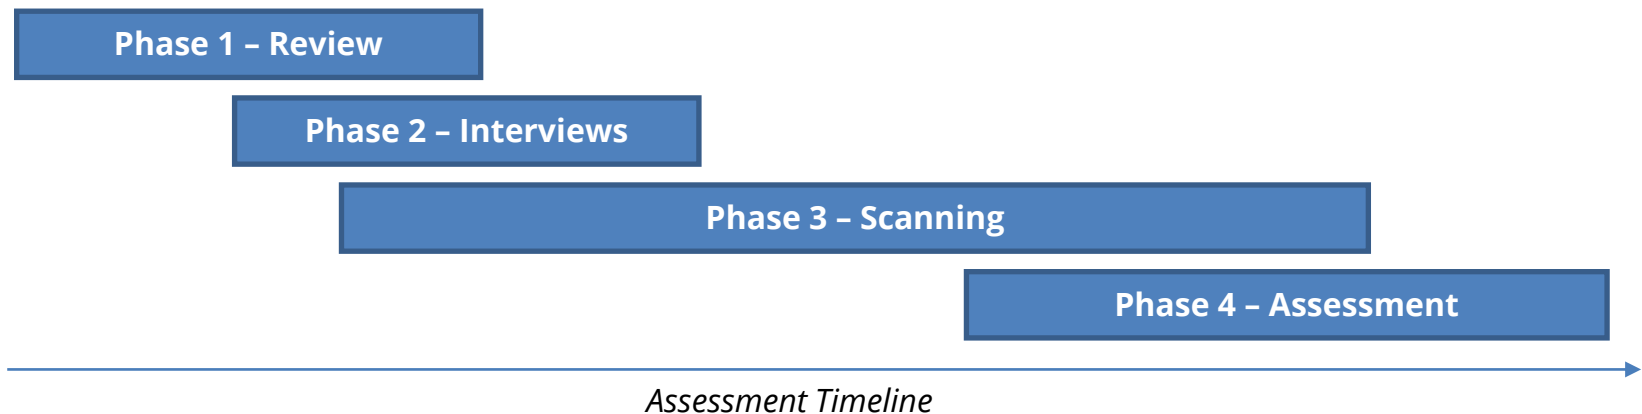 Phase 1 – Review
Phase 2 – Interviews
Phase 3 – Scanning
Phase 4 – Assessment
Assessment Timeline